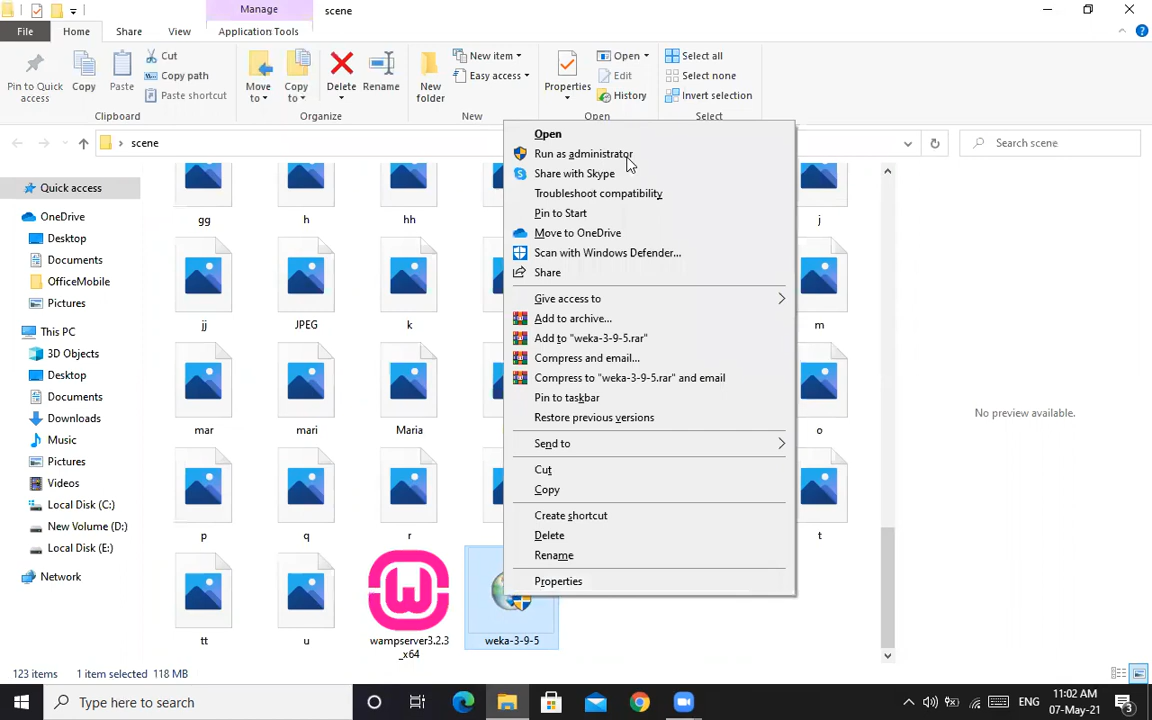 Manage
scene
File
Home
Share
View
Application Tools
Pin to Quick access
Copy
Paste
Cut
Copy path
Paste shortcut
Clipboard
Move to
Copy to
Delete
Rename
Organize
New folder
New item
Easy access
New
Properties
Open
Edit
History
Open
Select all
Select none
Invert selection
Select
scene
Search scene
Quick access
OneDrive
Desktop
Documents
OfficeMobile
Pictures
This PC
3D Objects
Desktop
Documents
Downloads
Music
Pictures
Videos
Local Disk (C:)
New Volume (D:)
Local Disk (E:)
Network
gg
h
hh
j
jj
JPEG
k
m
mar
mari
Maria
o
p
q
r
t
tt
u
wampserver3.2.3
_x64
weka-3-9-5
Open
Run as administrator
Share with Skype
Troubleshoot compatibility
Pin to Start
Move to OneDrive
Scan with Windows Defender...
Share
Give access to
Add to archive...
Add to "weka-3-9-5.rar"
Compress and email...
Compress to "weka-3-9-5.rar" and email
Pin to taskbar
Restore previous versions
Send to
Cut
Copy
Create shortcut
Delete
Rename
Properties
No preview available.
123 items
1 item selected 118 MB
Type here to search
ENG
11:02 AM
07-May-21
3